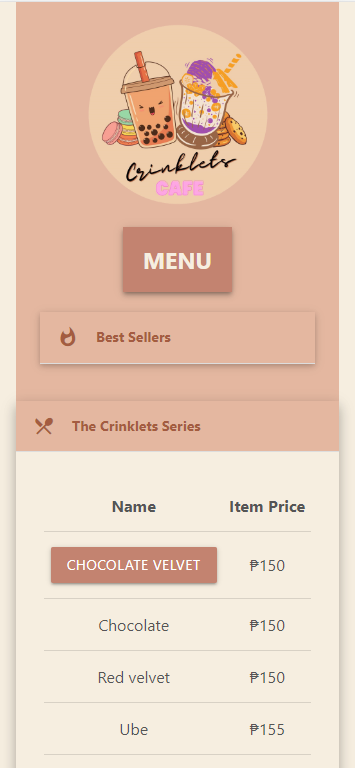 Crinklets
CAFE
MENU
Best Sellers
The Crinklets Series
Name Item Price
CHOCOLATE VELVET ₱150
Chocolate ₱150
Red velvet ₱150
Ube ₱155